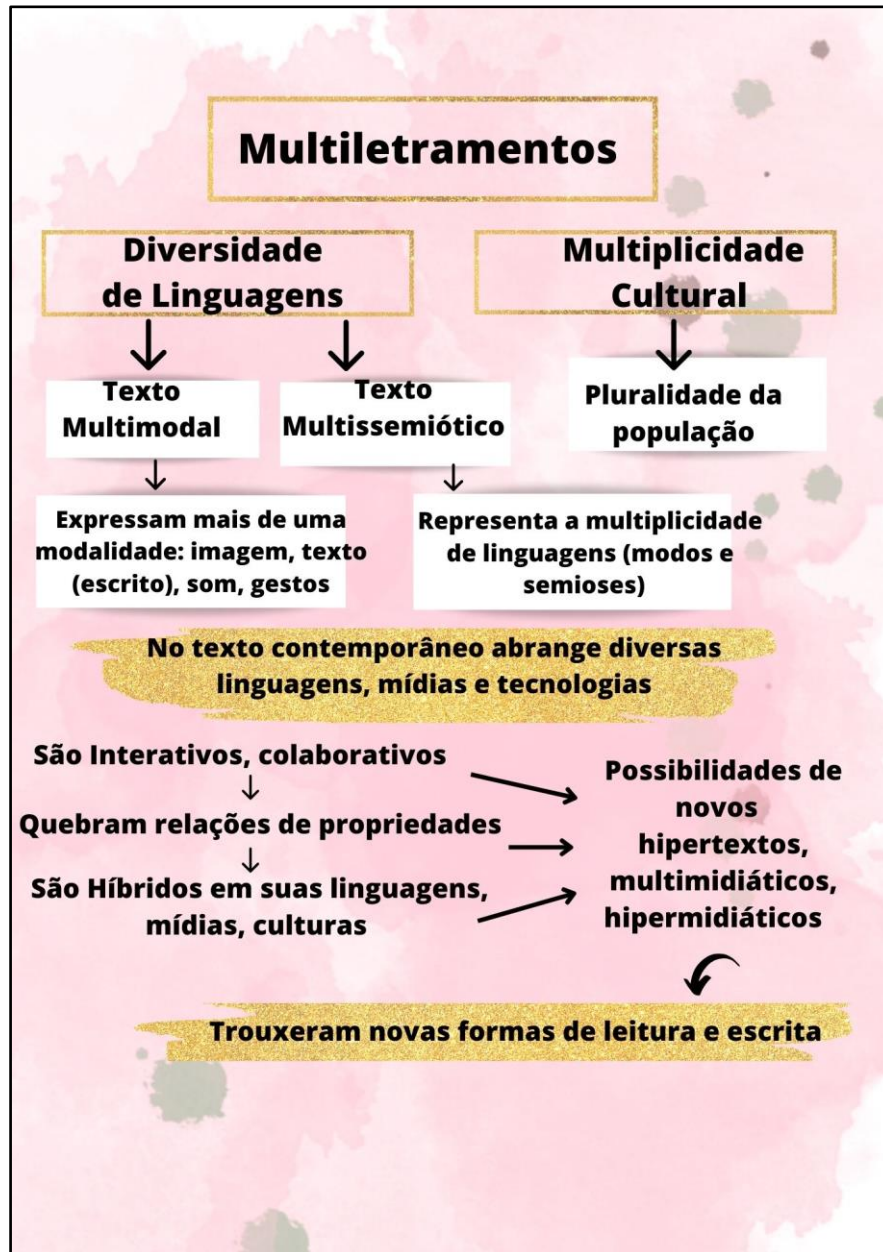 Multiletramentos
Diversidade
de Linguagens
Multiplicidade
Cultural
Texto
Multimodal
Texto
Multissemiótico
Pluralidade da
população
Expressam mais de uma
modalidade: imagem, texto
(escrito), som, gestos
Representa a multiplicidade
de linguagens (modos e
semioses)
No texto contemporâneo abrange diversas
linguagens, mídias e tecnologias
São Interativos, colaborativos
Quebram relações de propriedades
São Híbridos em suas linguagens,
mídias, culturas
Possibilidades de
novos
hipertextos,
multimidiáticos,
hipermidiáticos
Trouxeram novas formas de leitura e escrita